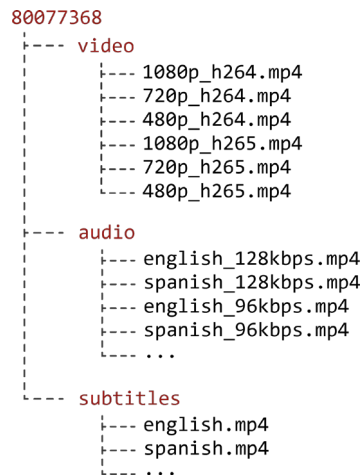 80077368
video
1080p_h264.mp4
720p_h264.mp4
480p_h264.mp4
1080p_h265.mp4
720p_h265.mp4
480p_h265.mp4
audio
english_128kbps.mp4
spanish_128kbps.mp4
english_96kbps.mp4
spanish_96kbps.mp4
...
subtitles
english.mp4
spanish.mp4
...